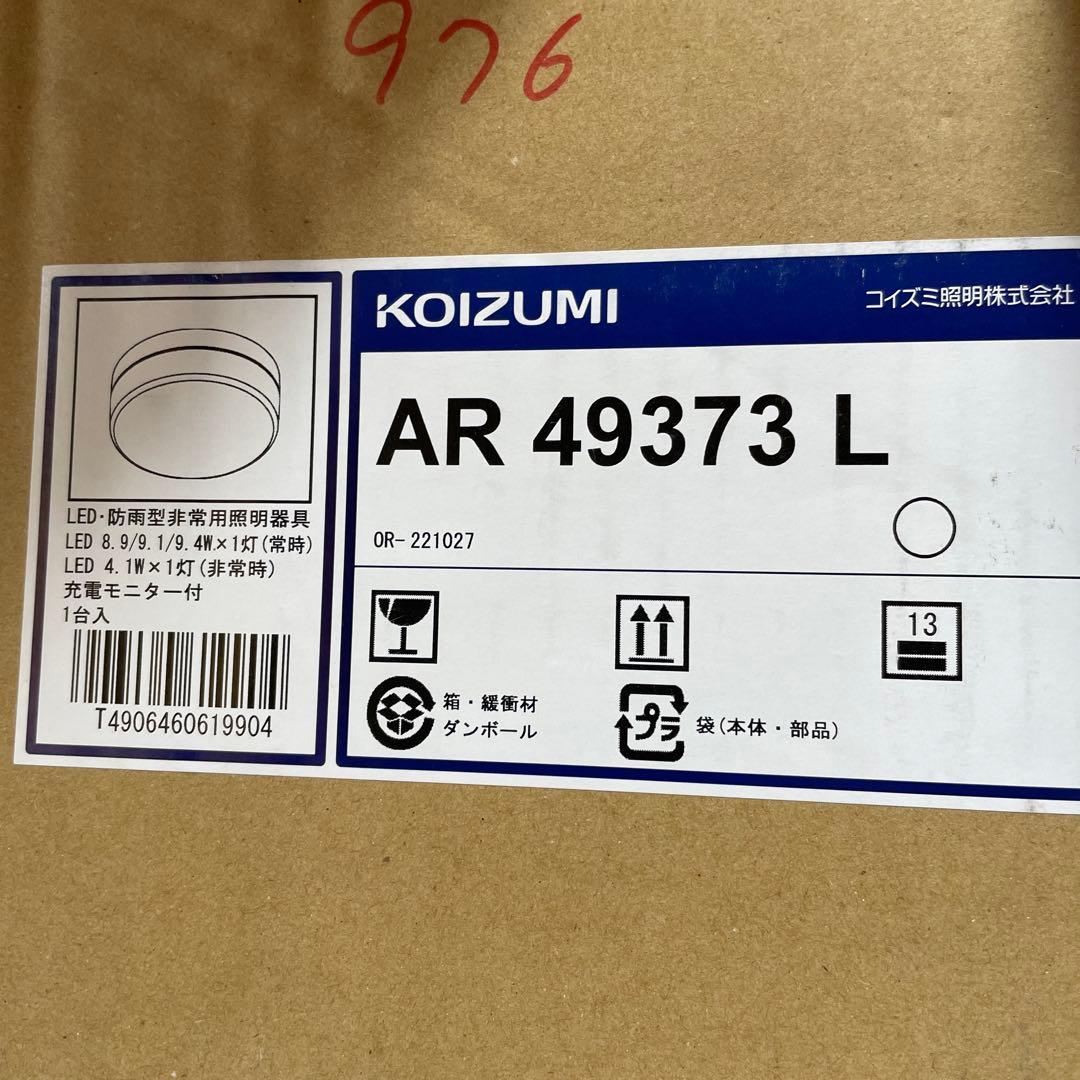 976
KOIZUMI
コイズミ照明株式会社
AR 49373 L
OR-221027
LED・防雨型非常用照明器具
LED 8.9/9.1/9.4W×1灯(常時)
LED 4.1W×1灯(非常時)
充電モニター付
1台入
T4906460619904
13
箱・緩衝材
ダンボール
プラ
袋(本体・部品)